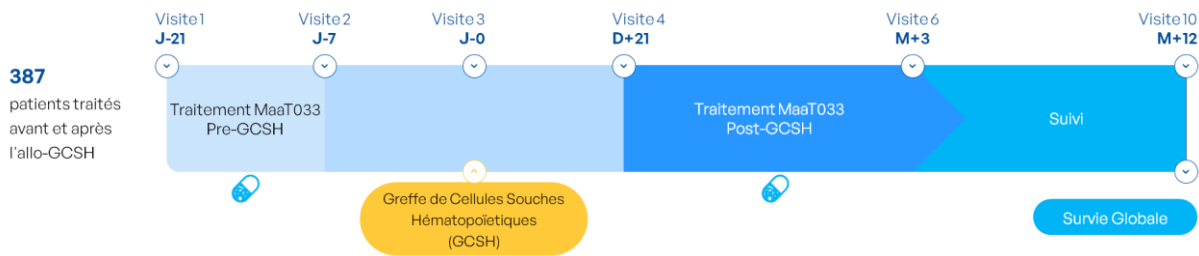 Visite 1
J-21
Visite 2
J-7
Visite 3
J-0
Visite 4
D+21
Visite 6
M+3
Visite 10
M+12
387
patients traités
avant et après
l'allo-GCSH
Traitement MaaT033
Pre-GCSH
Traitement MaaT033
Post-GCSH
Suivi
Greffe de Cellules Souches
Hématopoïetiques
(GCSH)
Survie Globale